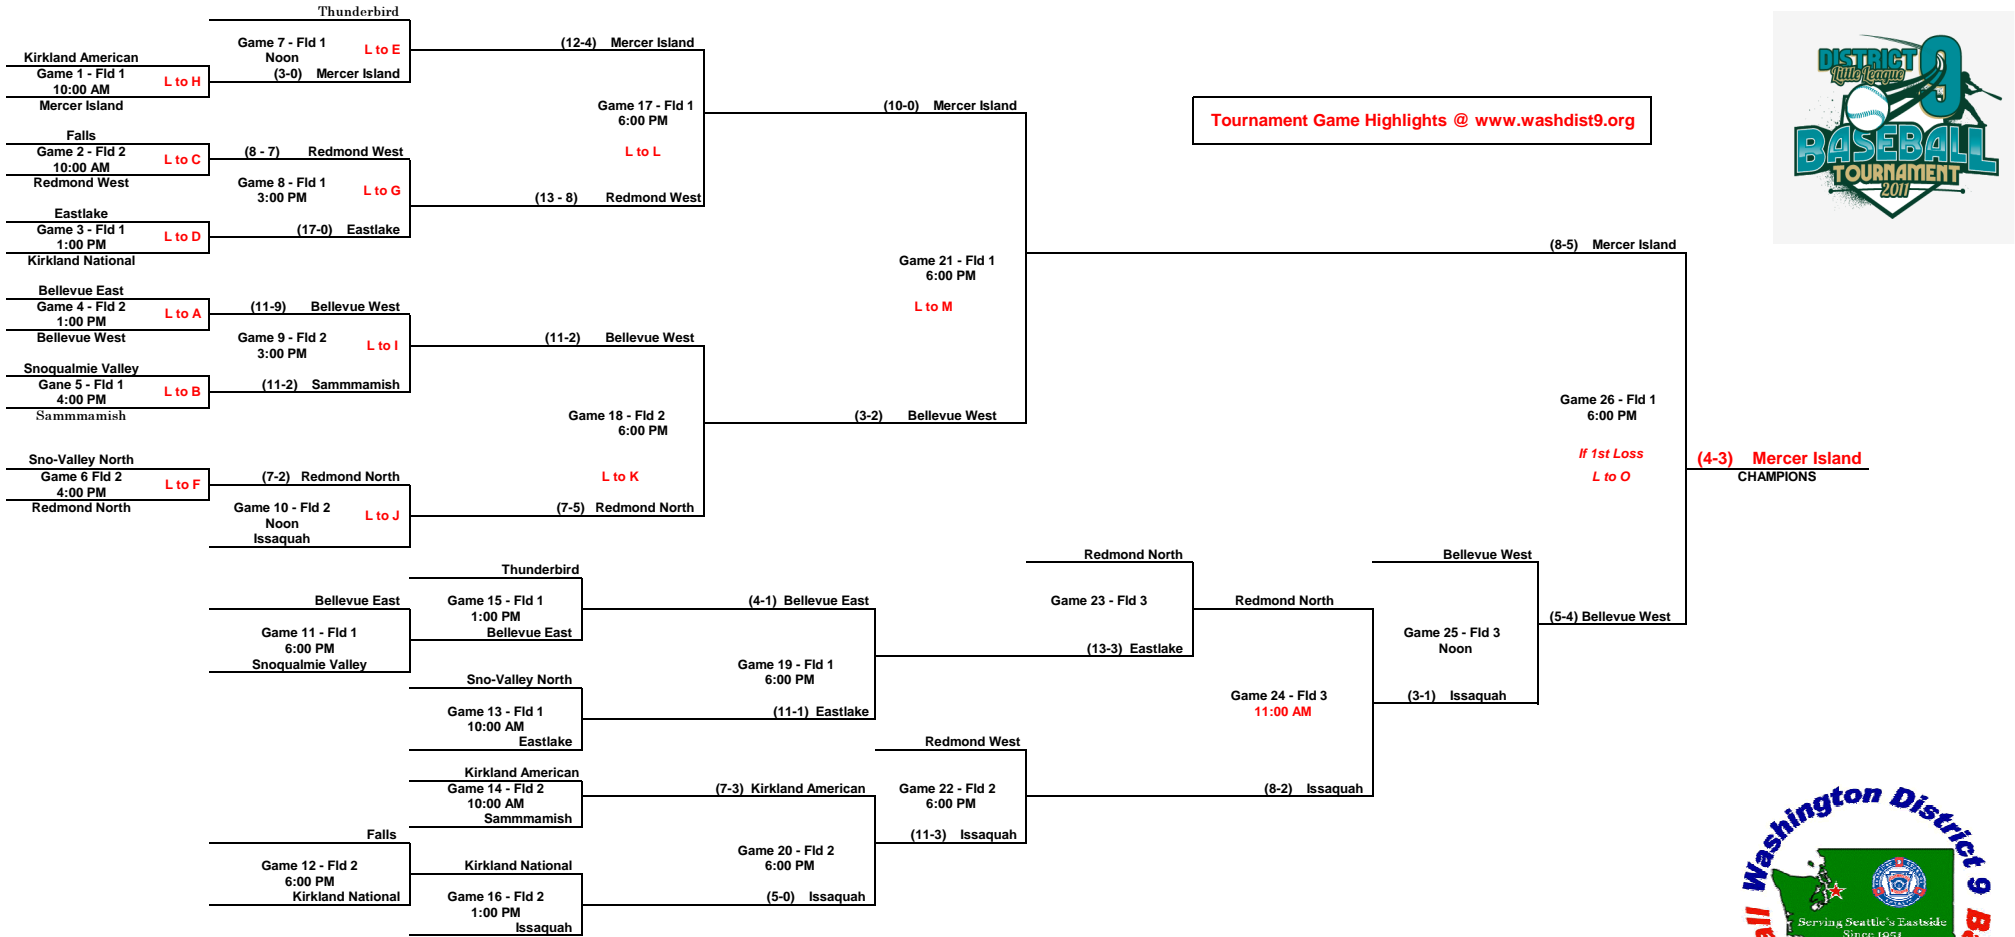 Thunderbird
Game 7 - Fld 1
Noon
L to E
(12-4) Mercer Island
Kirkland American
Game 1 - Fld 1
10:00 AM
L to H
(3-0) Mercer Island
Mercer Island
Game 17 - Fld 1
6:00 PM
L to L
(10-0) Mercer Island
Tournament Game Highlights @ www.washdist9.org
DISTRICT 9
Little League
BASEBALL
TOURNAMENT
2011
Falls
Game 2 - Fld 2
10:00 AM
L to C
(8 - 7) Redmond West
Redmond West
Game 8 - Fld 1
3:00 PM
L to G
(13 - 8) Redmond West
Eastlake
Game 3 - Fld 1
1:00 PM
L to D
(17-0) Eastlake
Kirkland National
(8-5) Mercer Island
Game 21 - Fld 1
6:00 PM
L to M
Bellevue East
Game 4 - Fld 2
1:00 PM
L to A
(11-9) Bellevue West
Bellevue West
Game 9 - Fld 2
3:00 PM
L to I
(11-2) Bellevue West
Snoqualmie Valley
Gane 5 - Fld 1
4:00 PM
L to B
(11-2) Sammmamish
Sammmamish
Game 18 - Fld 2
6:00 PM
L to K
(3-2) Bellevue West
Game 26 - Fld 1
6:00 PM
If 1st Loss
L to O
(4-3) Mercer Island
CHAMPIONS
Sno-Valley North
Game 6 Fld 2
4:00 PM
L to F
(7-2) Redmond North
Redmond North
Game 10 - Fld 2
Noon
L to J
Issaquah
(7-5) Redmond North
Thunderbird
Game 15 - Fld 1
1:00 PM
Bellevue East
(4-1) Bellevue East
Bellevue East
Game 11 - Fld 1
6:00 PM
Snoqualmie Valley
Redmond North
Game 23 - Fld 3
(13-3) Eastlake
Redmond North
Bellevue West
Game 25 - Fld 3
Noon
(5-4) Bellevue West
Game 19 - Fld 1
6:00 PM
Sno-Valley North
Game 13 - Fld 1
10:00 AM
Eastlake
(11-1) Eastlake
Game 24 - Fld 3
11:00 AM
(3-1) Issaquah
Redmond West
Game 22 - Fld 2
6:00 PM
(11-3) Issaquah
(8-2) Issaquah
Kirkland American
Game 14 - Fld 2
10:00 AM
Sammmamish
(7-3) Kirkland American
Falls
Game 12 - Fld 2
6:00 PM
Kirkland National
Kirkland National
Game 16 - Fld 2
1:00 PM
Issaquah
Game 20 - Fld 2
6:00 PM
(5-0) Issaquah
Washington District 9
Serving Seattle's Eastside
Since 1951